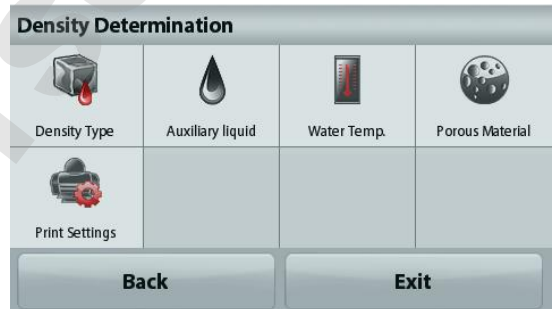 Density Determination
Density Type
Auxiliary liquid
Water Temp.
Porous Material
Print Settings
Back
Exit